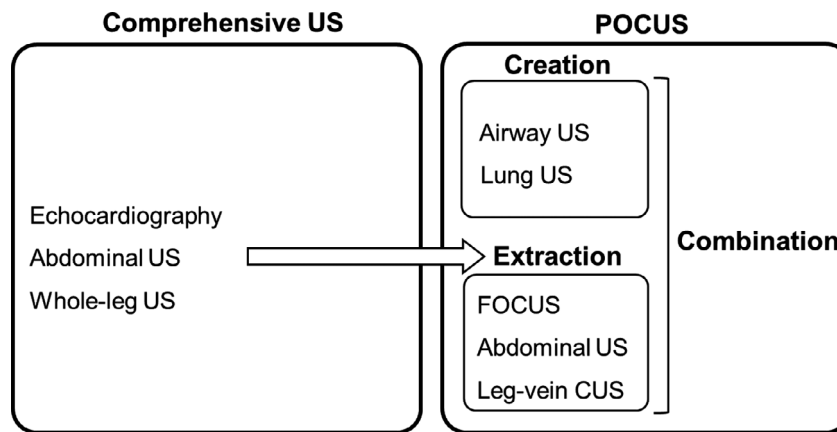 Comprehensive US
Echocardiography
Abdominal US
Whole-leg US
POCUS
Creation
Airway US
Lung US
Extraction
FOCUS
Abdominal US
Leg-vein CUS
Combination